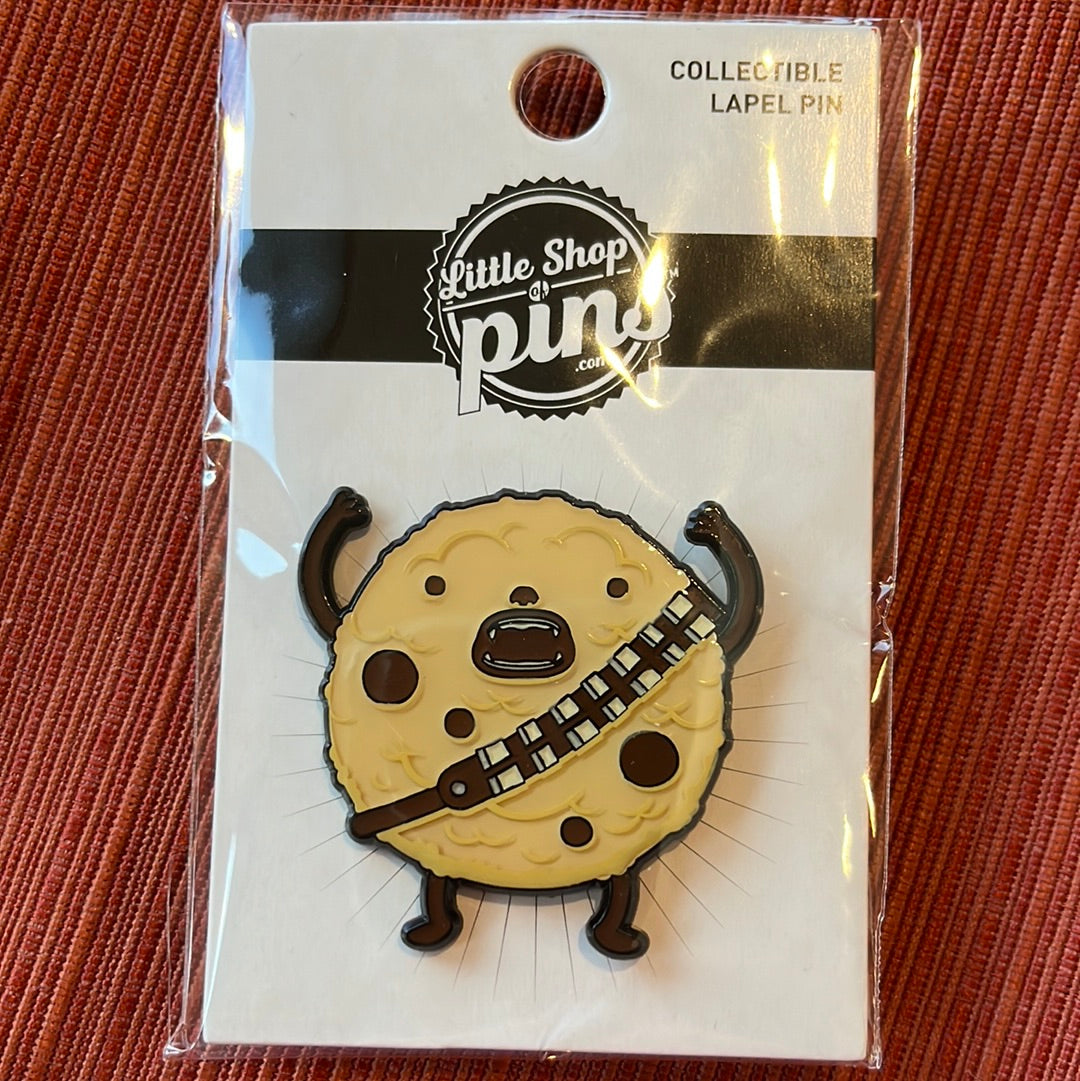 COLLECTIBLE
LAPEL PIN
Little Shop
of
pins
.com